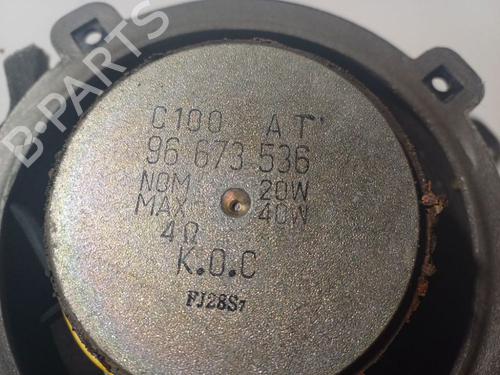 C100 AT
96 673 536
NOM 20W
MAX 40W
4Ω
K.O.C
FJ28S7
B-PARTS